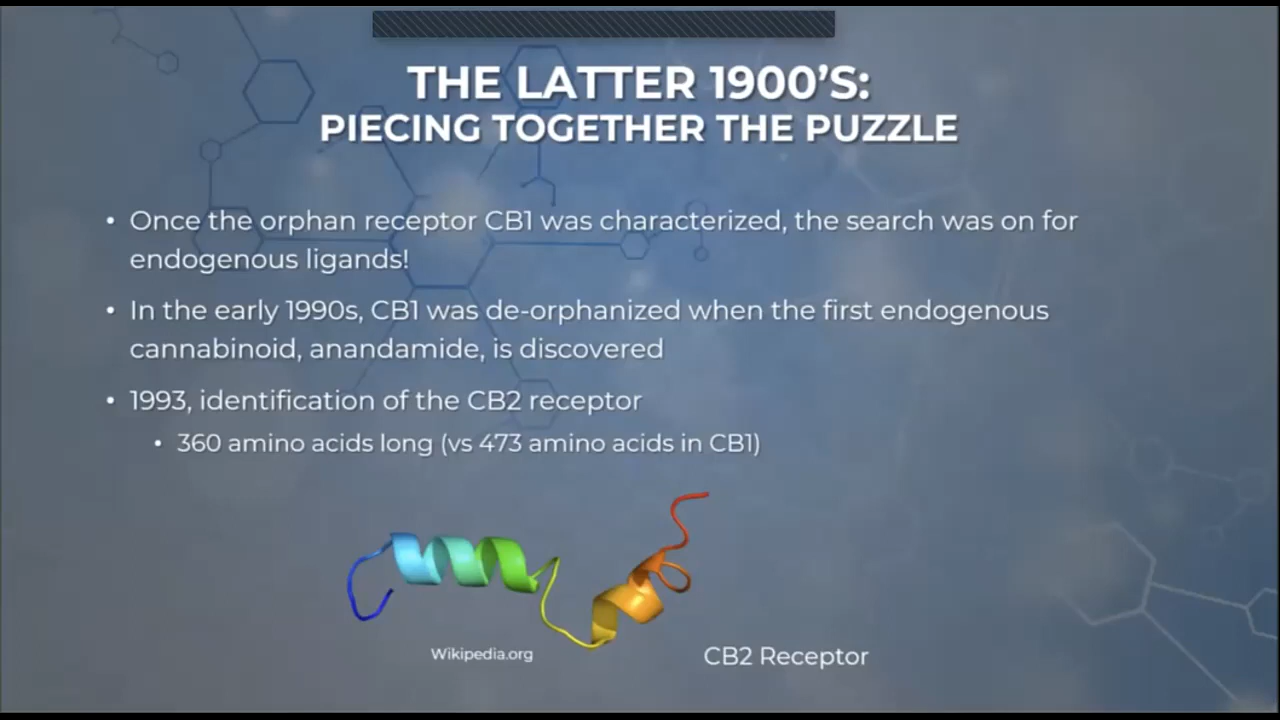 THE LATTER 1900'S:
PIECING TOGETHER THE PUZZLE
• Once the orphan receptor CB1 was characterized, the search was on for
endogenous ligands!
• In the early 1990s, CB1 was de-orphanized when the first endogenous
cannabinoid, anandamide, is discovered
• 1993, identification of the CB2 receptor
• 360 amino acids long (vs 473 amino acids in CB1)
Wikipedia.org
CB2 Receptor